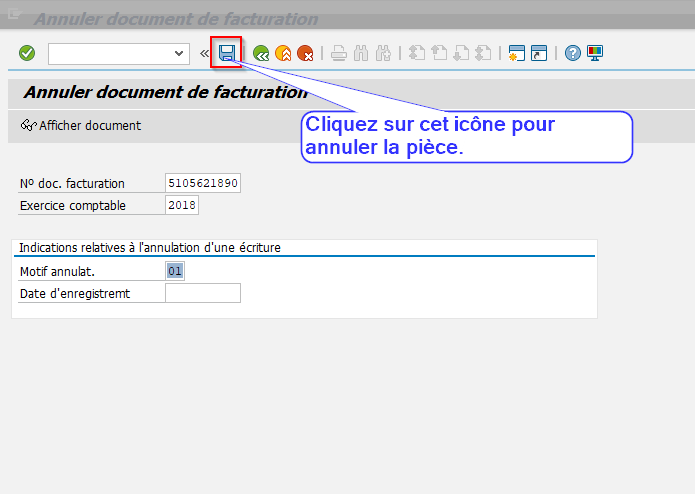 Annuler document de facturation
Annuler document de facturation
Cliquez sur cet icône pour
annuler la pièce.
Afficher document
Nº doc. facturation 5105621890
Exercice comptable 2018
Indications relatives à l'annulation d'une écriture
Motif annulat. 01
Date d'enregistremt